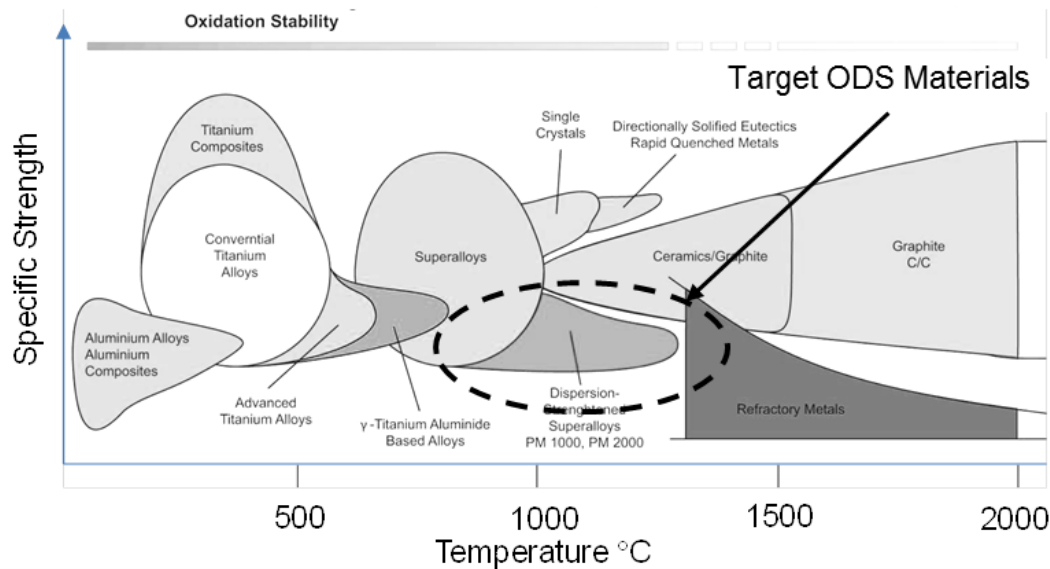 Oxidation Stability
Target ODS Materials
Single
Crystals
Directionally Solified Eutectics
Rapid Quenched Metals
Titanium
Composites
Converntial
Titanium
Alloys
Superalloys
Ceramics/Graphite
Graphite
C/C
Specific Strength
Aluminium Alloys
Aluminium
Composites
Advanced
Titanium Alloys
γ-Titanium Aluminide
Based Alloys
Dispersion-
Strenghtened
Superalloys
PM 1000, PM 2000
Refractory Metals
500
1000
1500
2000
Temperature °C